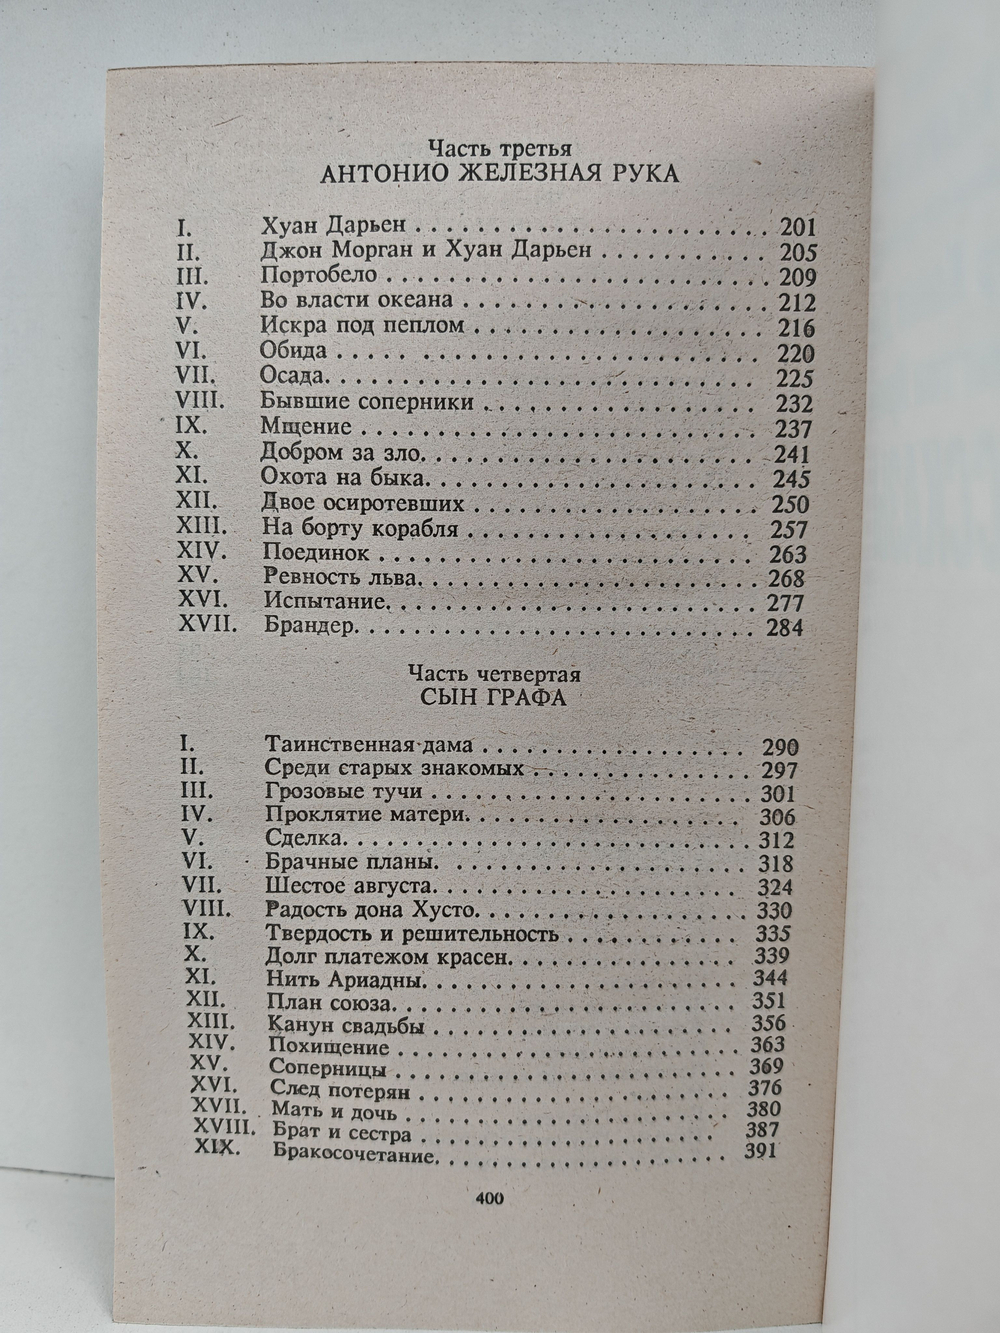 Часть третья
АНТОНИО ЖЕЛЕЗНАЯ РУКА
I. Хуан Дарьен . . . . . . . . . . . . . . . . . . . . . . . 201
II. Джон Морган и Хуан Дарьен . . . . . . . . . . . 205
III. Портобело . . . . . . . . . . . . . . . . . . . . . . . . . 209
IV. Во власти океана . . . . . . . . . . . . . . . . . . . . 212
V. Искра под пеплом . . . . . . . . . . . . . . . . . . . 216
VI. Обида . . . . . . . . . . . . . . . . . . . . . . . . . . . . 220
VII. Осада. . . . . . . . . . . . . . . . . . . . . . . . . . . . . 225
VIII. Бывшие соперники . . . . . . . . . . . . . . . . . . 232
IX. Мщение . . . . . . . . . . . . . . . . . . . . . . . . . . 237
X. Добром за зло. . . . . . . . . . . . . . . . . . . . . . 241
XI. Охота на быка. . . . . . . . . . . . . . . . . . . . . . 245
XII. Двое осиротевших . . . . . . . . . . . . . . . . . . . 250
XIII. На борту корабля . . . . . . . . . . . . . . . . . . . 257
XIV. Поединок . . . . . . . . . . . . . . . . . . . . . . . . . 263
XV. Ревность льва. . . . . . . . . . . . . . . . . . . . . . 268
XVI. Испытание. . . . . . . . . . . . . . . . . . . . . . . . 277
XVII. Брандер. . . . . . . . . . . . . . . . . . . . . . . . . . 284
Часть четвертая
СЫН ГРАФА
I. Таинственная дама . . . . . . . . . . . . . . . . . . 290
II. Среди старых знакомых . . . . . . . . . . . . . . . 297
III. Грозовые тучи . . . . . . . . . . . . . . . . . . . . . 301
IV. Проклятие матери. . . . . . . . . . . . . . . . . . . 306
V. Сделка. . . . . . . . . . . . . . . . . . . . . . . . . . . 312
VI. Брачные планы. . . . . . . . . . . . . . . . . . . . . 318
VII. Шестое августа. . . . . . . . . . . . . . . . . . . . . 324
VIII. Радость дона Хусто. . . . . . . . . . . . . . . . . . 330
IX. Твердость и решительность . . . . . . . . . . . . 335
X. Долг платежом красен. . . . . . . . . . . . . . . . 339
XI. Нить Ариадны. . . . . . . . . . . . . . . . . . . . . . 344
XII. План союза. . . . . . . . . . . . . . . . . . . . . . . 351
XIII. Канун свадьбы . . . . . . . . . . . . . . . . . . . . . 356
XIV. Похищение . . . . . . . . . . . . . . . . . . . . . . . 363
XV. Соперницы . . . . . . . . . . . . . . . . . . . . . . . 369
XVI. След потерян . . . . . . . . . . . . . . . . . . . . . 376
XVII. Мать и дочь . . . . . . . . . . . . . . . . . . . . . . 380
XVIII. Брат и сестра . . . . . . . . . . . . . . . . . . . . . 387
XIX. Бракосочетание. . . . . . . . . . . . . . . . . . . . . 391
400